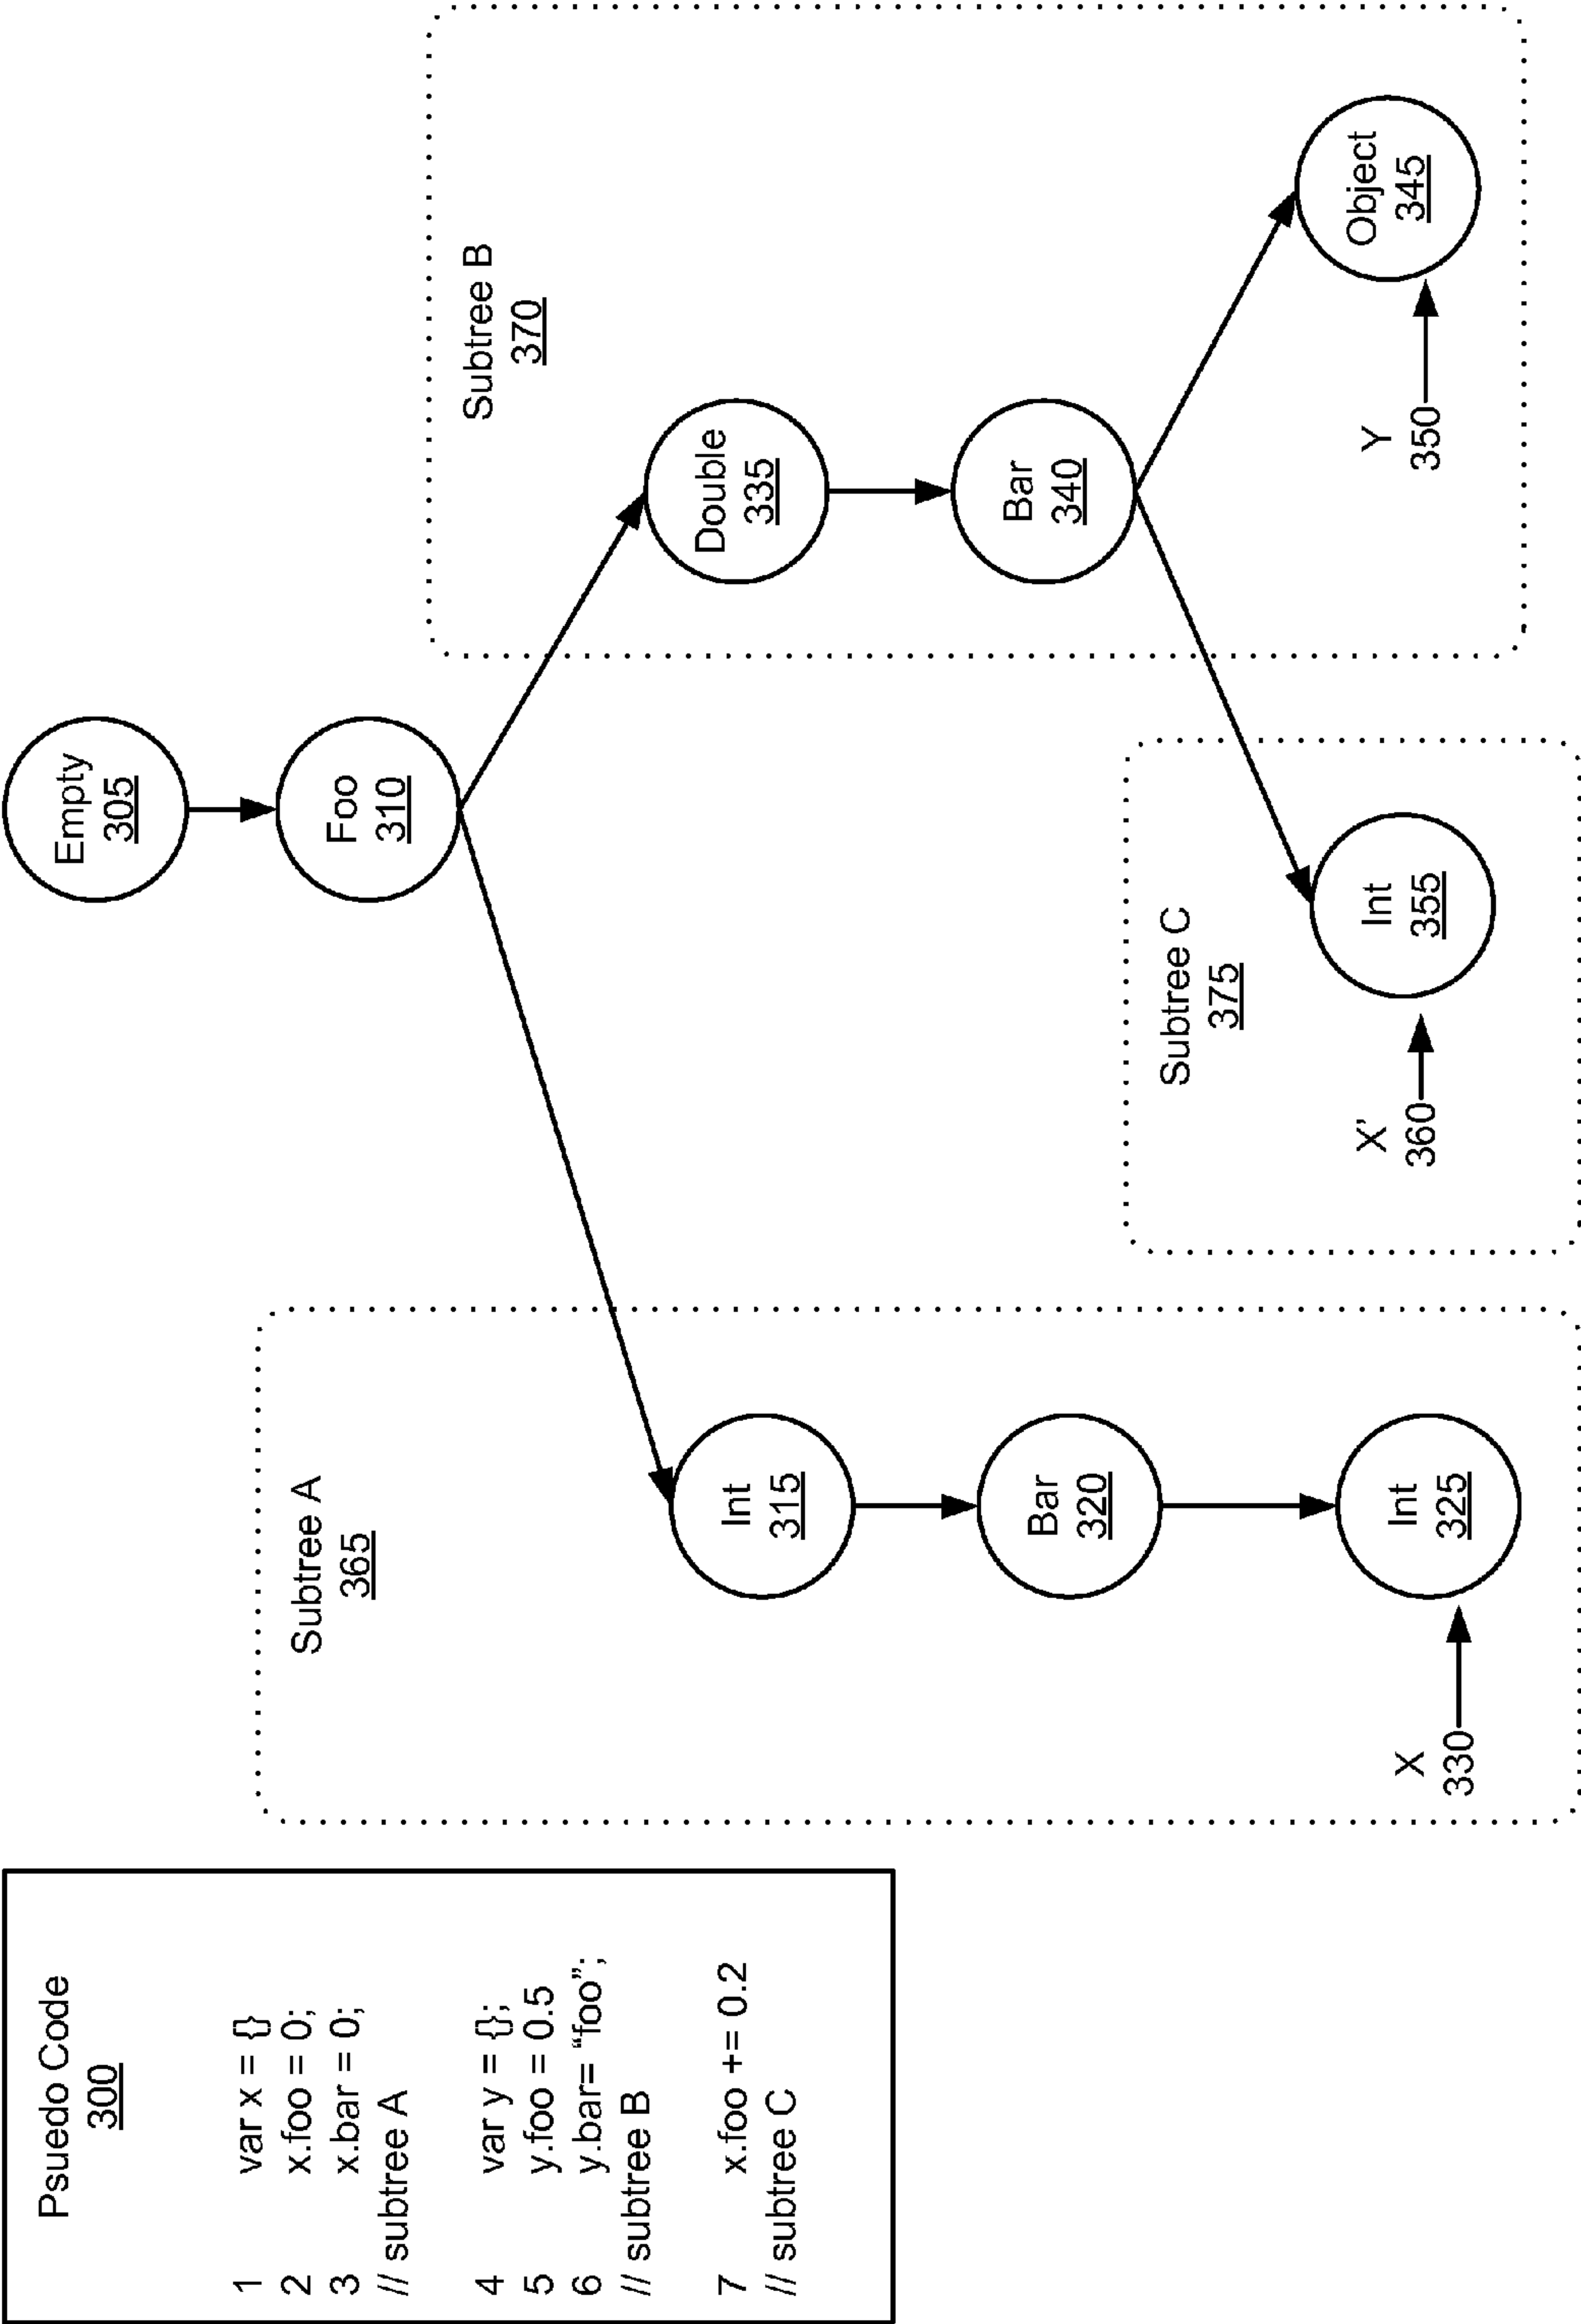 Psuedo Code
300
1 var x = {}
2 x.foo = 0;
3 x.bar = 0;
// subtree A
4 var y = {};
5 y.foo = 0.5
6 y.bar= “foo”;
// subtree B
7 x.foo += 0.2
// subtree C
Empty
305
Foo
310
Subtree A
365
Int
315
Bar
320
Int
325
X
330
Subtree B
370
Double
335
Bar
340
Object
345
Y
350
Subtree C
375
Int
355
X’
360